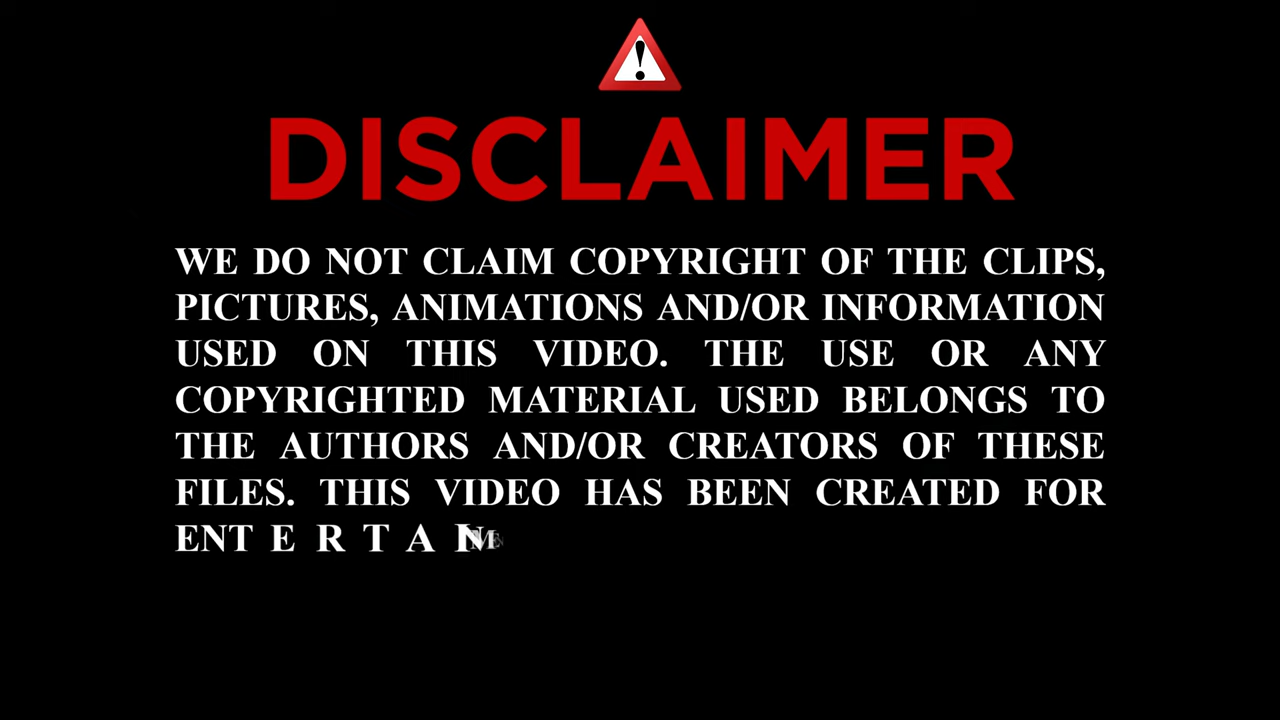 DISCLAIMER
WE DO NOT CLAIM COPYRIGHT OF THE CLIPS,
PICTURES, ANIMATIONS AND/OR INFORMATION
USED ON THIS VIDEO. THE USE OR ANY
COPYRIGHTED MATERIAL USED BELONGS TO
THE AUTHORS AND/OR CREATORS OF THESE
FILES. THIS VIDEO HAS BEEN CREATED FOR